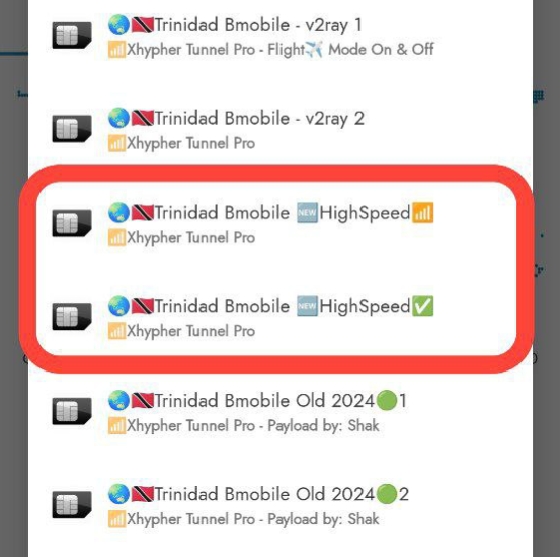 🌏🇹🇹Trinidad Bmobile - v2ray 1
📶Xhypher Tunnel Pro - Flight✈️ Mode On & Off
🌏🇹🇹Trinidad Bmobile - v2ray 2
📶Xhypher Tunnel Pro
🌏🇹🇹Trinidad Bmobile 🆕HighSpeed📶
📶Xhypher Tunnel Pro
🌏🇹🇹Trinidad Bmobile 🆕HighSpeed✅
📶Xhypher Tunnel Pro
🌏🇹🇹Trinidad Bmobile Old 2024🟢1
📶Xhypher Tunnel Pro - Payload by: Shak
🌏🇹🇹Trinidad Bmobile Old 2024🟢2
📶Xhypher Tunnel Pro - Payload by: Shak